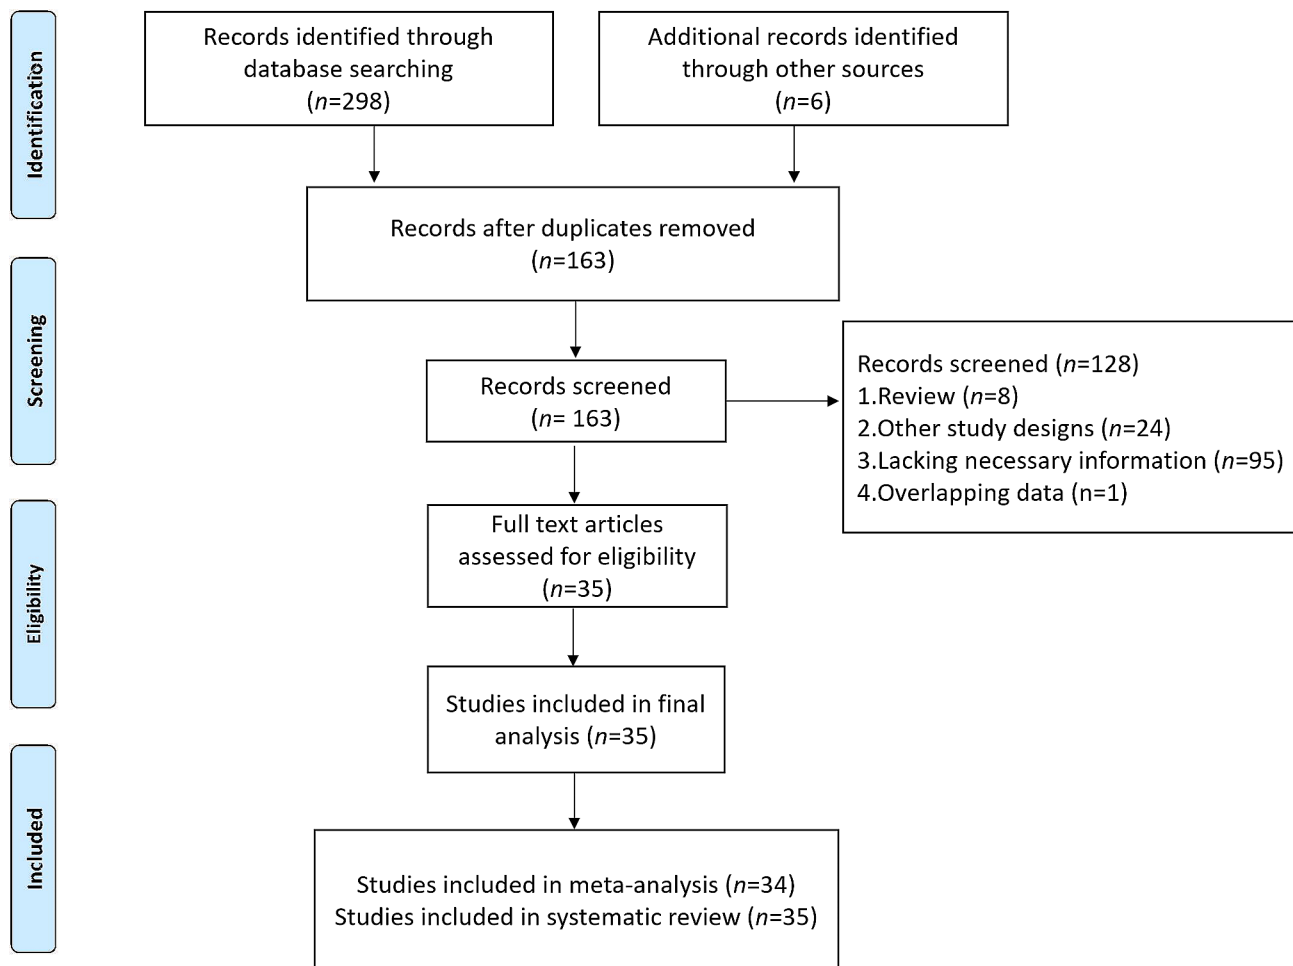 Identification
Records identified through
database searching
(n=298)
Additional records identified
through other sources
(n=6)
Records after duplicates removed
(n=163)
Screening
Records screened
(n= 163)
Records screened (n=128)
1.Review (n=8)
2.Other study designs (n=24)
3.Lacking necessary information (n=95)
4.Overlapping data (n=1)
Eligibility
Full text articles
assessed for eligibility
(n=35)
Studies included in final
analysis (n=35)
Included
Studies included in meta-analysis (n=34)
Studies included in systematic review (n=35)